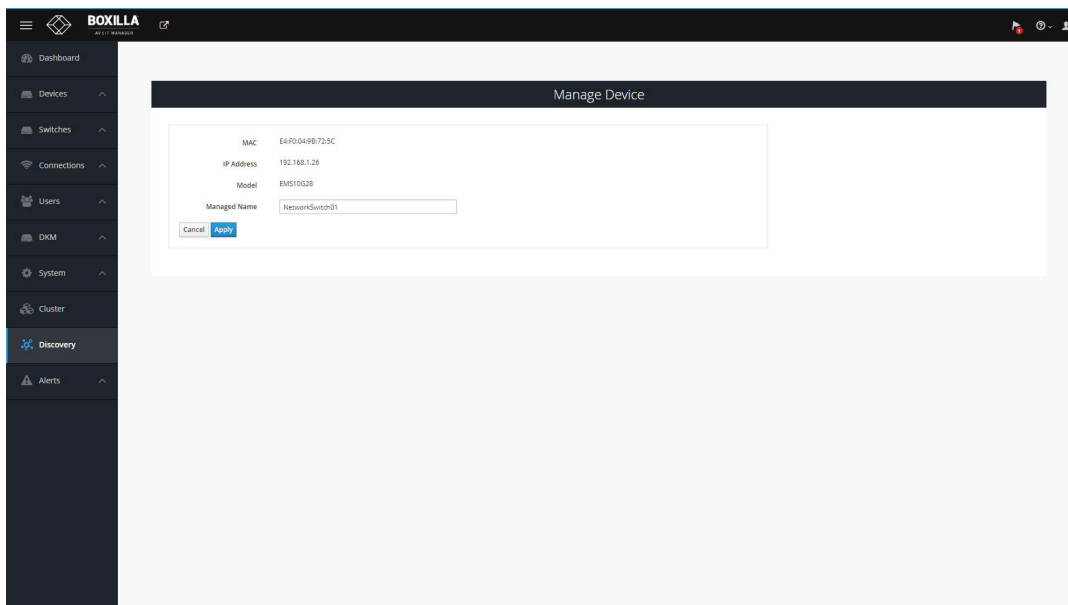 BOXILLA
AV & IT MANAGER
1
Dashboard
Devices
Switches
Connections
Users
DKM
System
Cluster
Discovery
Alerts
Manage Device
MAC E4:F0:04:9B:72:5C
IP Address 192.168.1.26
Model EMS10G28
Managed Name NetworkSwitch01
Cancel Apply